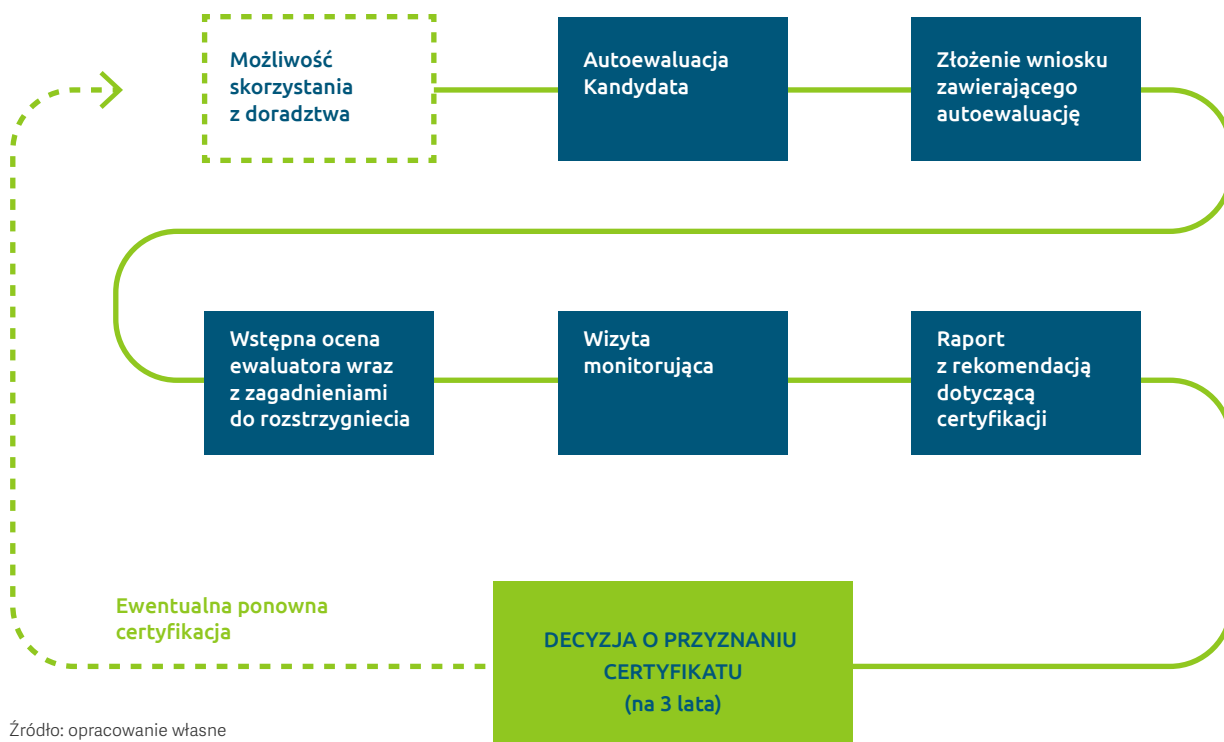 Możliwość
skorzystania
z doradztwa
Autoewaluacja
Kandydata
Złożenie wniosku
zawierającego
autoewaluację
Wstępna ocena
ewaluatora wraz
z zagadnieniami
do rozstrzygniecia
Wizyta
monitorująca
Raport
z rekomendacją
dotyczącą
certyfikacji
Ewentualna ponowna
certyfikacja
DECYZJA O PRZYZNANIU
CERTYFIKATU
(na 3 lata)
Źródło: opracowanie własne